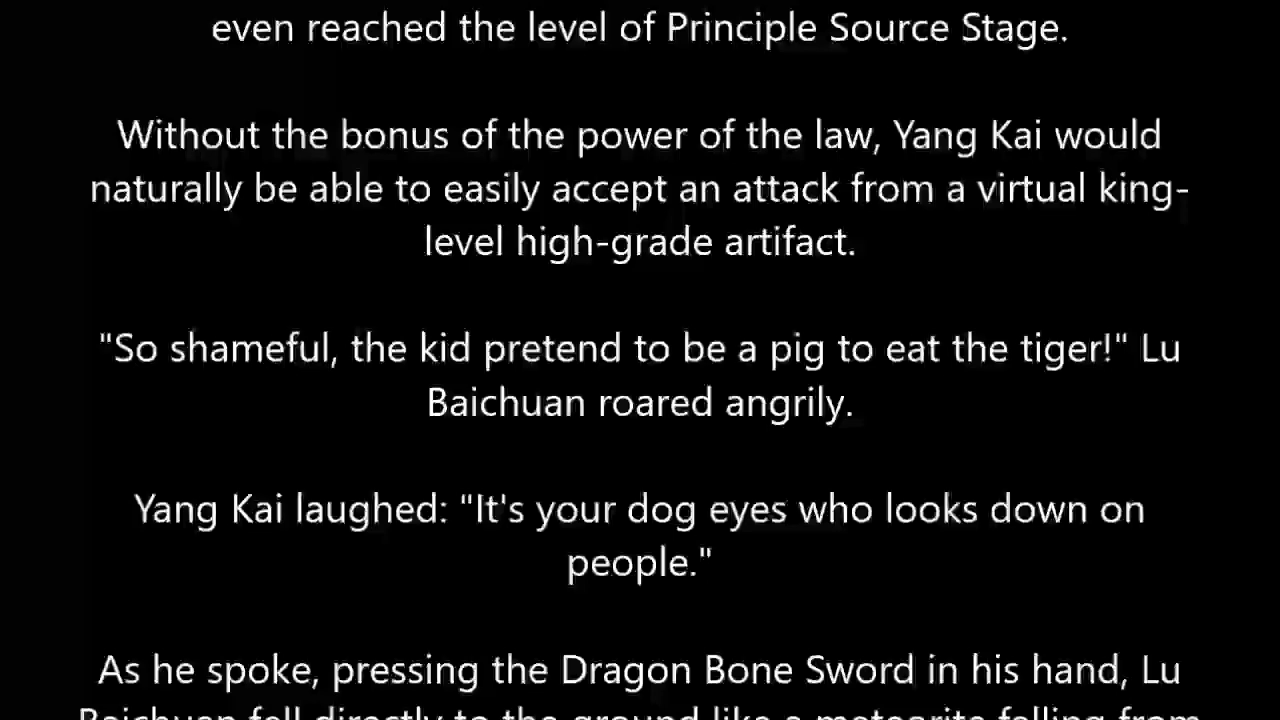 even reached the level of Principle Source Stage.
Without the bonus of the power of the law, Yang Kai would
naturally be able to easily accept an attack from a virtual king-
level high-grade artifact.
"So shameful, the kid pretend to be a pig to eat the tiger!" Lu
Baichuan roared angrily.
Yang Kai laughed: "It's your dog eyes who looks down on
people."
As he spoke, pressing the Dragon Bone Sword in his hand, Lu
Baichuan fell directly to the ground like a meteorite falling from